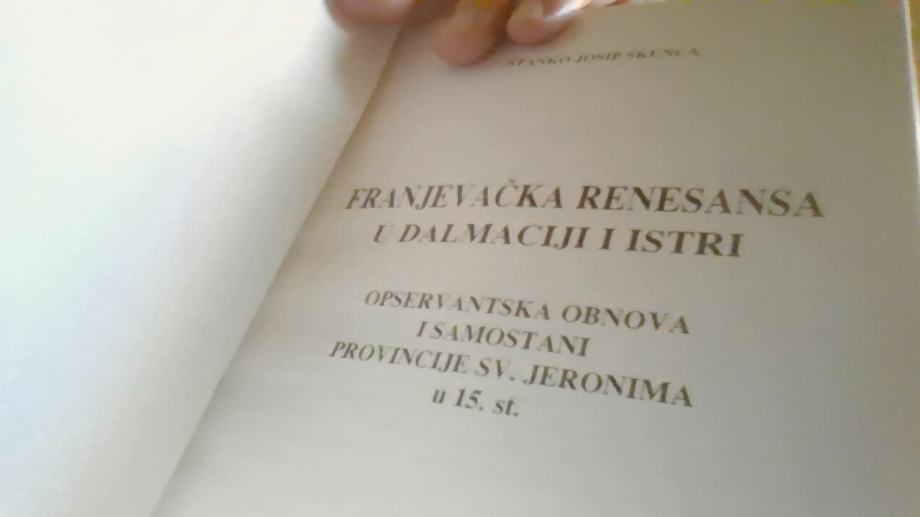 STANKO JOSIP ŠKUNCA
FRANJEVAČKA RENESANSA
U DALMACIJI I ISTRI
OPSERVANTSKA OBNOVA
I SAMOSTANI
PROVINCIJE SV. JERONIMA
u 15. st.